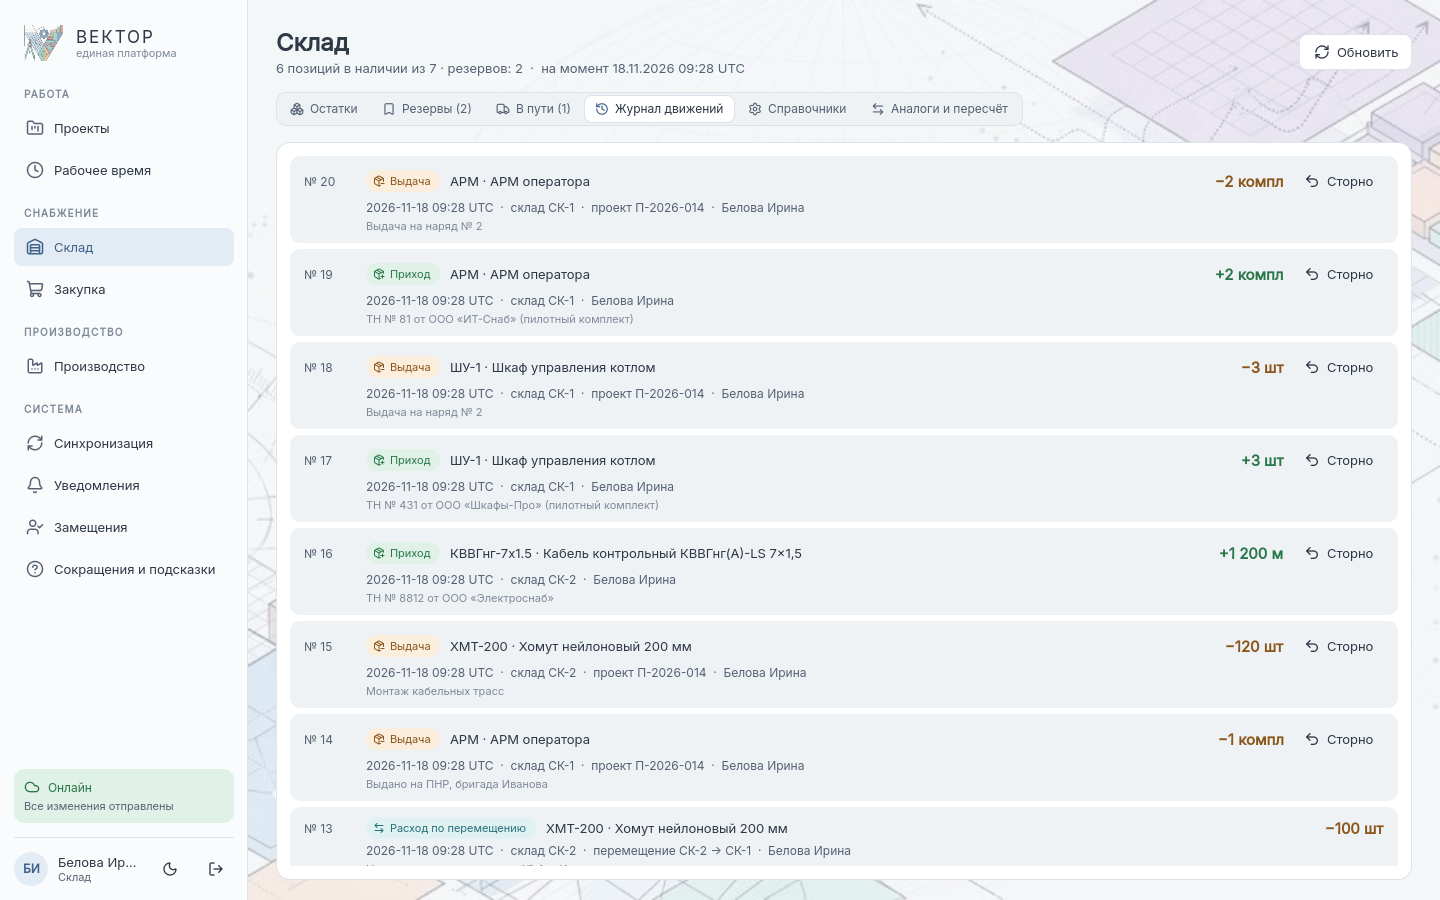 ВЕКТОР
единая платформа
РАБОТА
Проекты
Рабочее время
СНАБЖЕНИЕ
Склад
Закупка
ПРОИЗВОДСТВО
Производство
СИСТЕМА
Синхронизация
Уведомления
Замещения
Сокращения и подсказки
Онлайн
Все изменения отправлены
БИ
Белова Ир...
Склад
Склад
6 позиций в наличии из 7 · резервов: 2 · на момент 18.11.2026 09:28 UTC
Обновить
Остатки Резервы (2) В пути (1) Журнал движений Справочники Аналоги и пересчёт
№ 20 Выдача АРМ · АРМ оператора −2 компл Сторно
2026-11-18 09:28 UTC · склад СК-1 · проект П-2026-014 · Белова Ирина
Выдача на наряд № 2
№ 19 Приход АРМ · АРМ оператора +2 компл Сторно
2026-11-18 09:28 UTC · склад СК-1 · Белова Ирина
ТН № 81 от ООО «ИТ-Снаб» (пилотный комплект)
№ 18 Выдача ШУ-1 · Шкаф управления котлом −3 шт Сторно
2026-11-18 09:28 UTC · склад СК-1 · проект П-2026-014 · Белова Ирина
Выдача на наряд № 2
№ 17 Приход ШУ-1 · Шкаф управления котлом +3 шт Сторно
2026-11-18 09:28 UTC · склад СК-1 · Белова Ирина
ТН № 431 от ООО «Шкафы-Про» (пилотный комплект)
№ 16 Приход КВВГнг-7х1.5 · Кабель контрольный КВВГнг(А)-LS 7×1,5 +1 200 м Сторно
2026-11-18 09:28 UTC · склад СК-2 · Белова Ирина
ТН № 8812 от ООО «Электроснаб»
№ 15 Выдача ХМТ-200 · Хомут нейлоновый 200 мм −120 шт Сторно
2026-11-18 09:28 UTC · склад СК-2 · проект П-2026-014 · Белова Ирина
Монтаж кабельных трасс
№ 14 Выдача АРМ · АРМ оператора −1 компл Сторно
2026-11-18 09:28 UTC · склад СК-1 · проект П-2026-014 · Белова Ирина
Выдано на ПНР, бригада Иванова
№ 13 Расход по перемещению ХМТ-200 · Хомут нейлоновый 200 мм −100 шт
2026-11-18 09:28 UTC · склад СК-2 · перемещение СК-2 → СК-1 · Белова Ирина